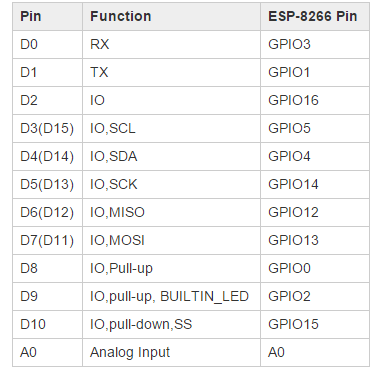 Pin Function ESP-8266 Pin
D0 RX GPIO3
D1 TX GPIO1
D2 IO GPIO16
D3(D15) IO,SCL GPIO5
D4(D14) IO,SDA GPIO4
D5(D13) IO,SCK GPIO14
D6(D12) IO,MISO GPIO12
D7(D11) IO,MOSI GPIO13
D8 IO,Pull-up GPIO0
D9 IO,pull-up, BUILTIN_LED GPIO2
D10 IO,pull-down,SS GPIO15
A0 Analog Input A0